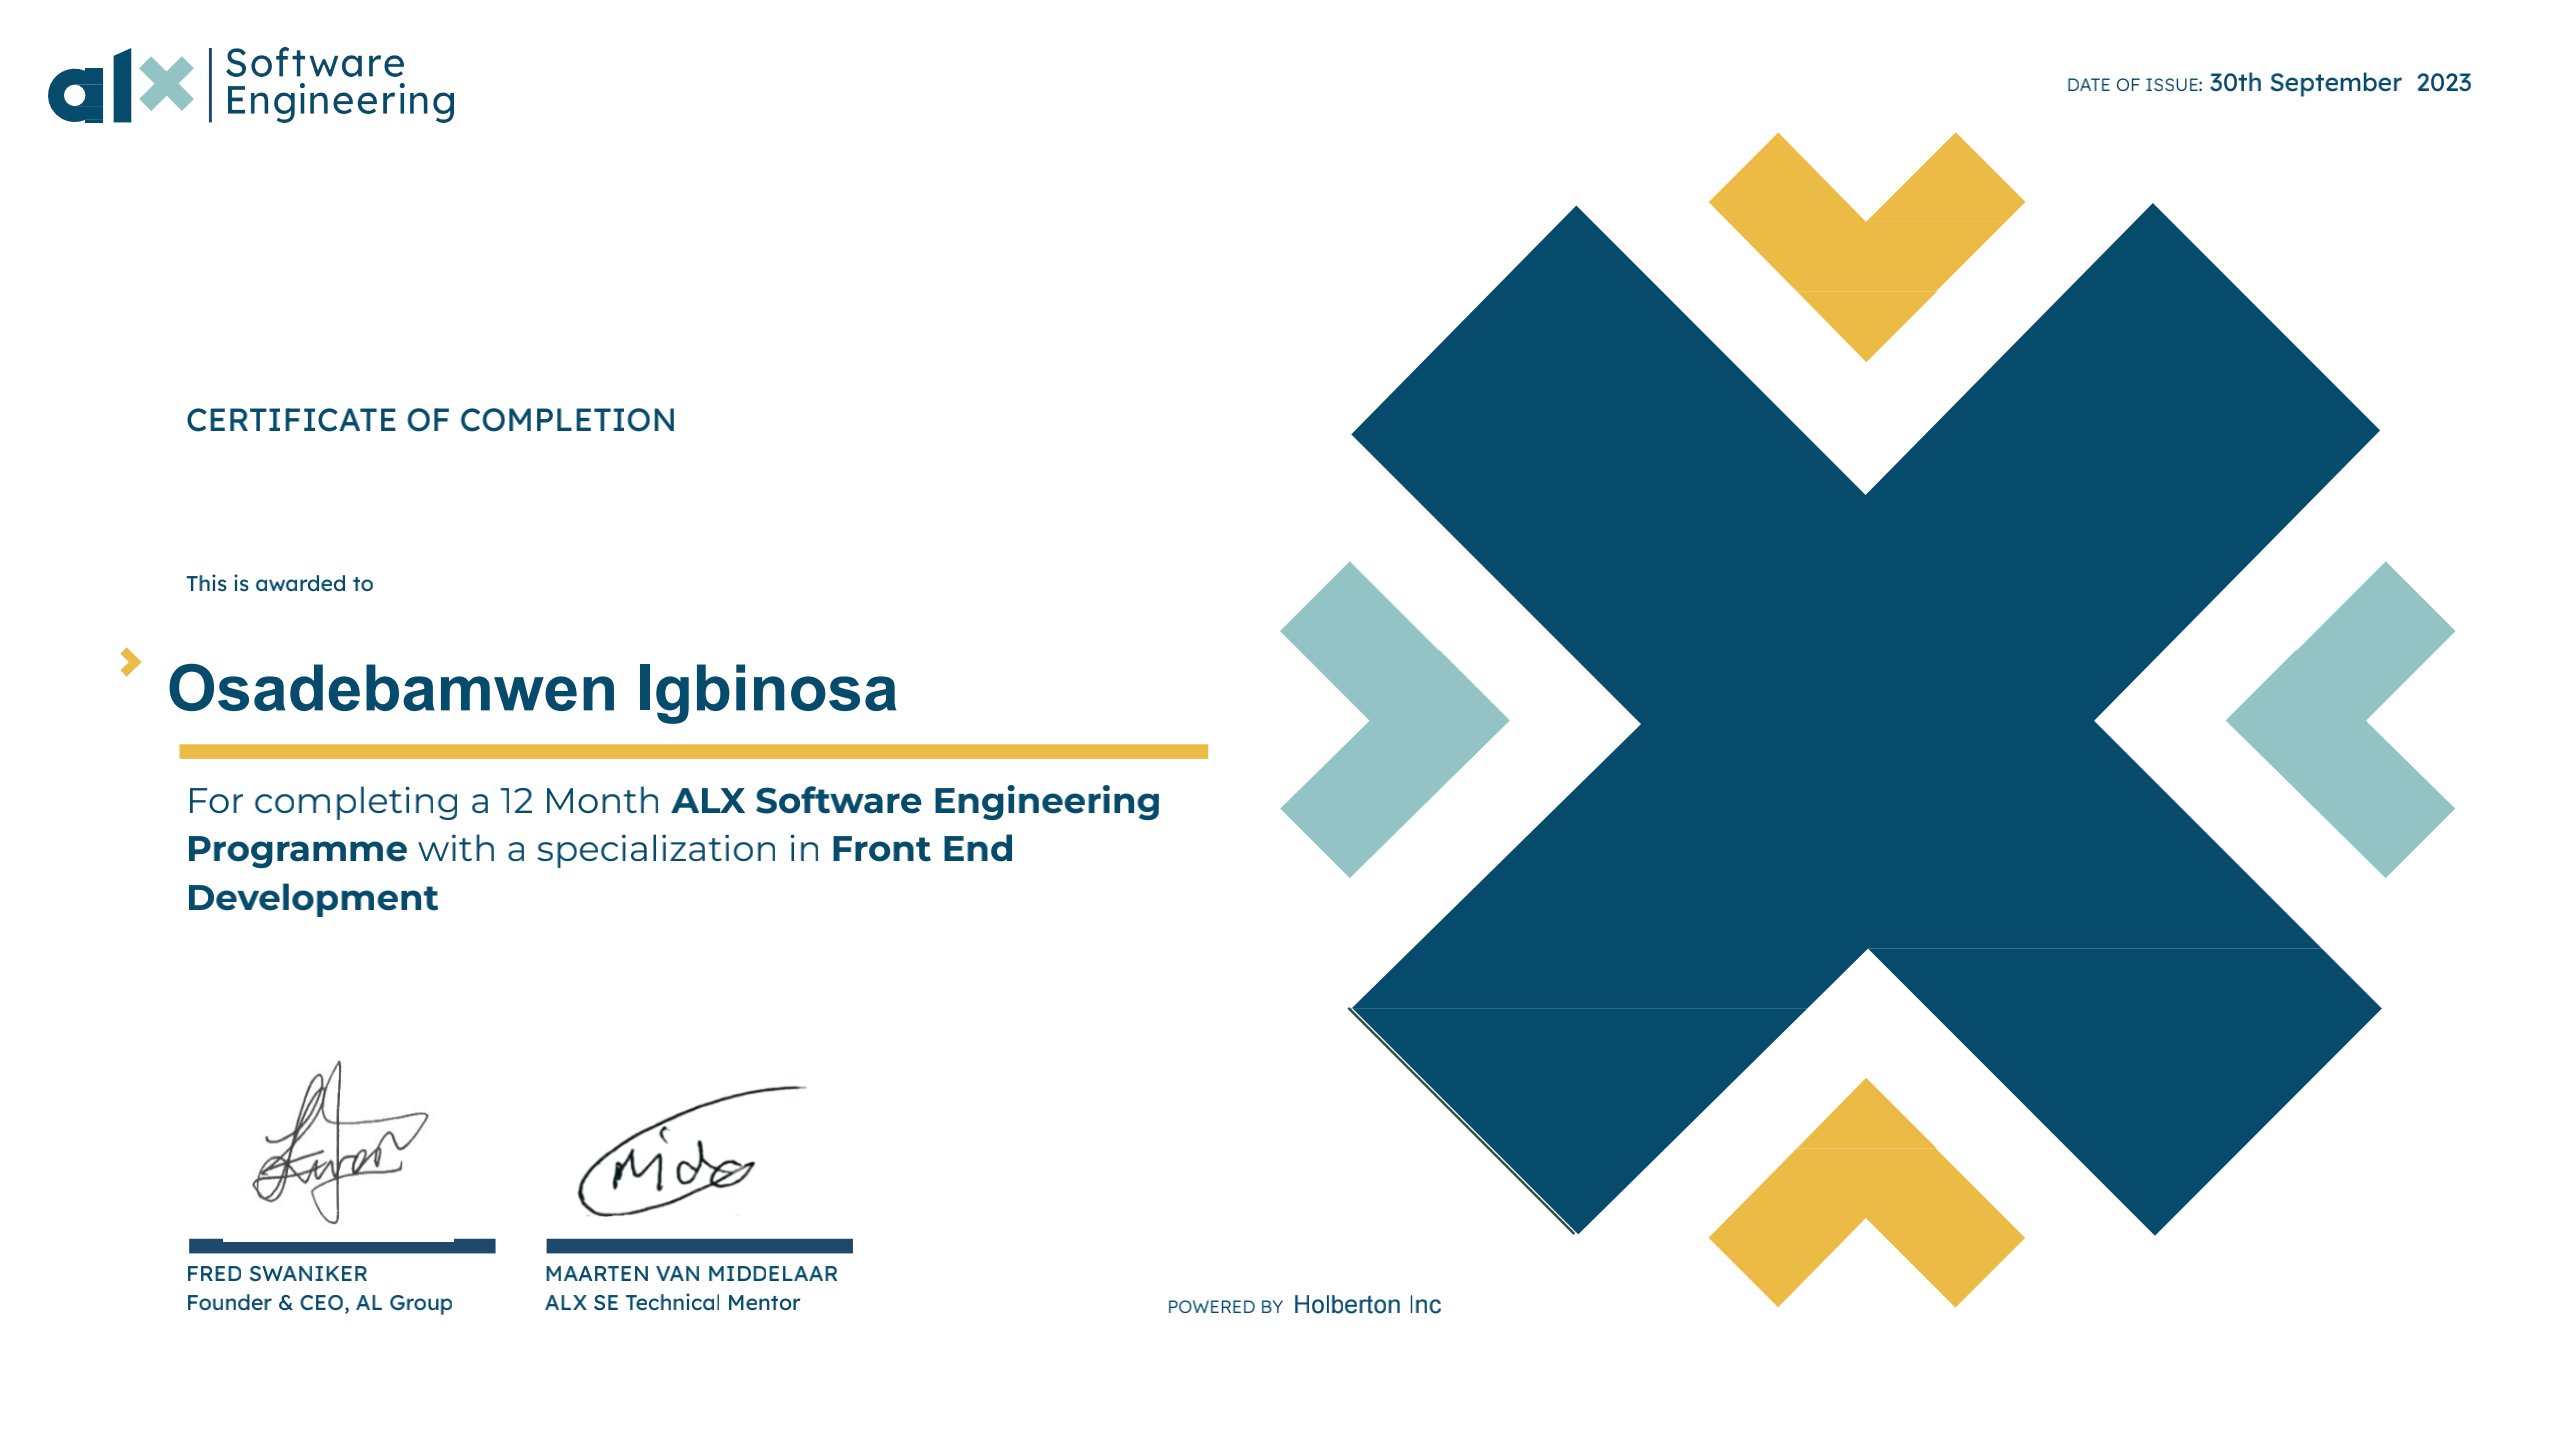 alx Software
Engineering
DATE OF ISSUE: 30th September 2023
CERTIFICATE OF COMPLETION
This is awarded to
Osadebamwen Igbinosa
For completing a 12 Month ALX Software Engineering
Programme with a specialization in Front End
Development
Mido
FRED SWANIKER
Founder & CEO, AL Group
MAARTEN VAN MIDDELAAR
ALX SE Technical Mentor
POWERED BY Holberton Inc